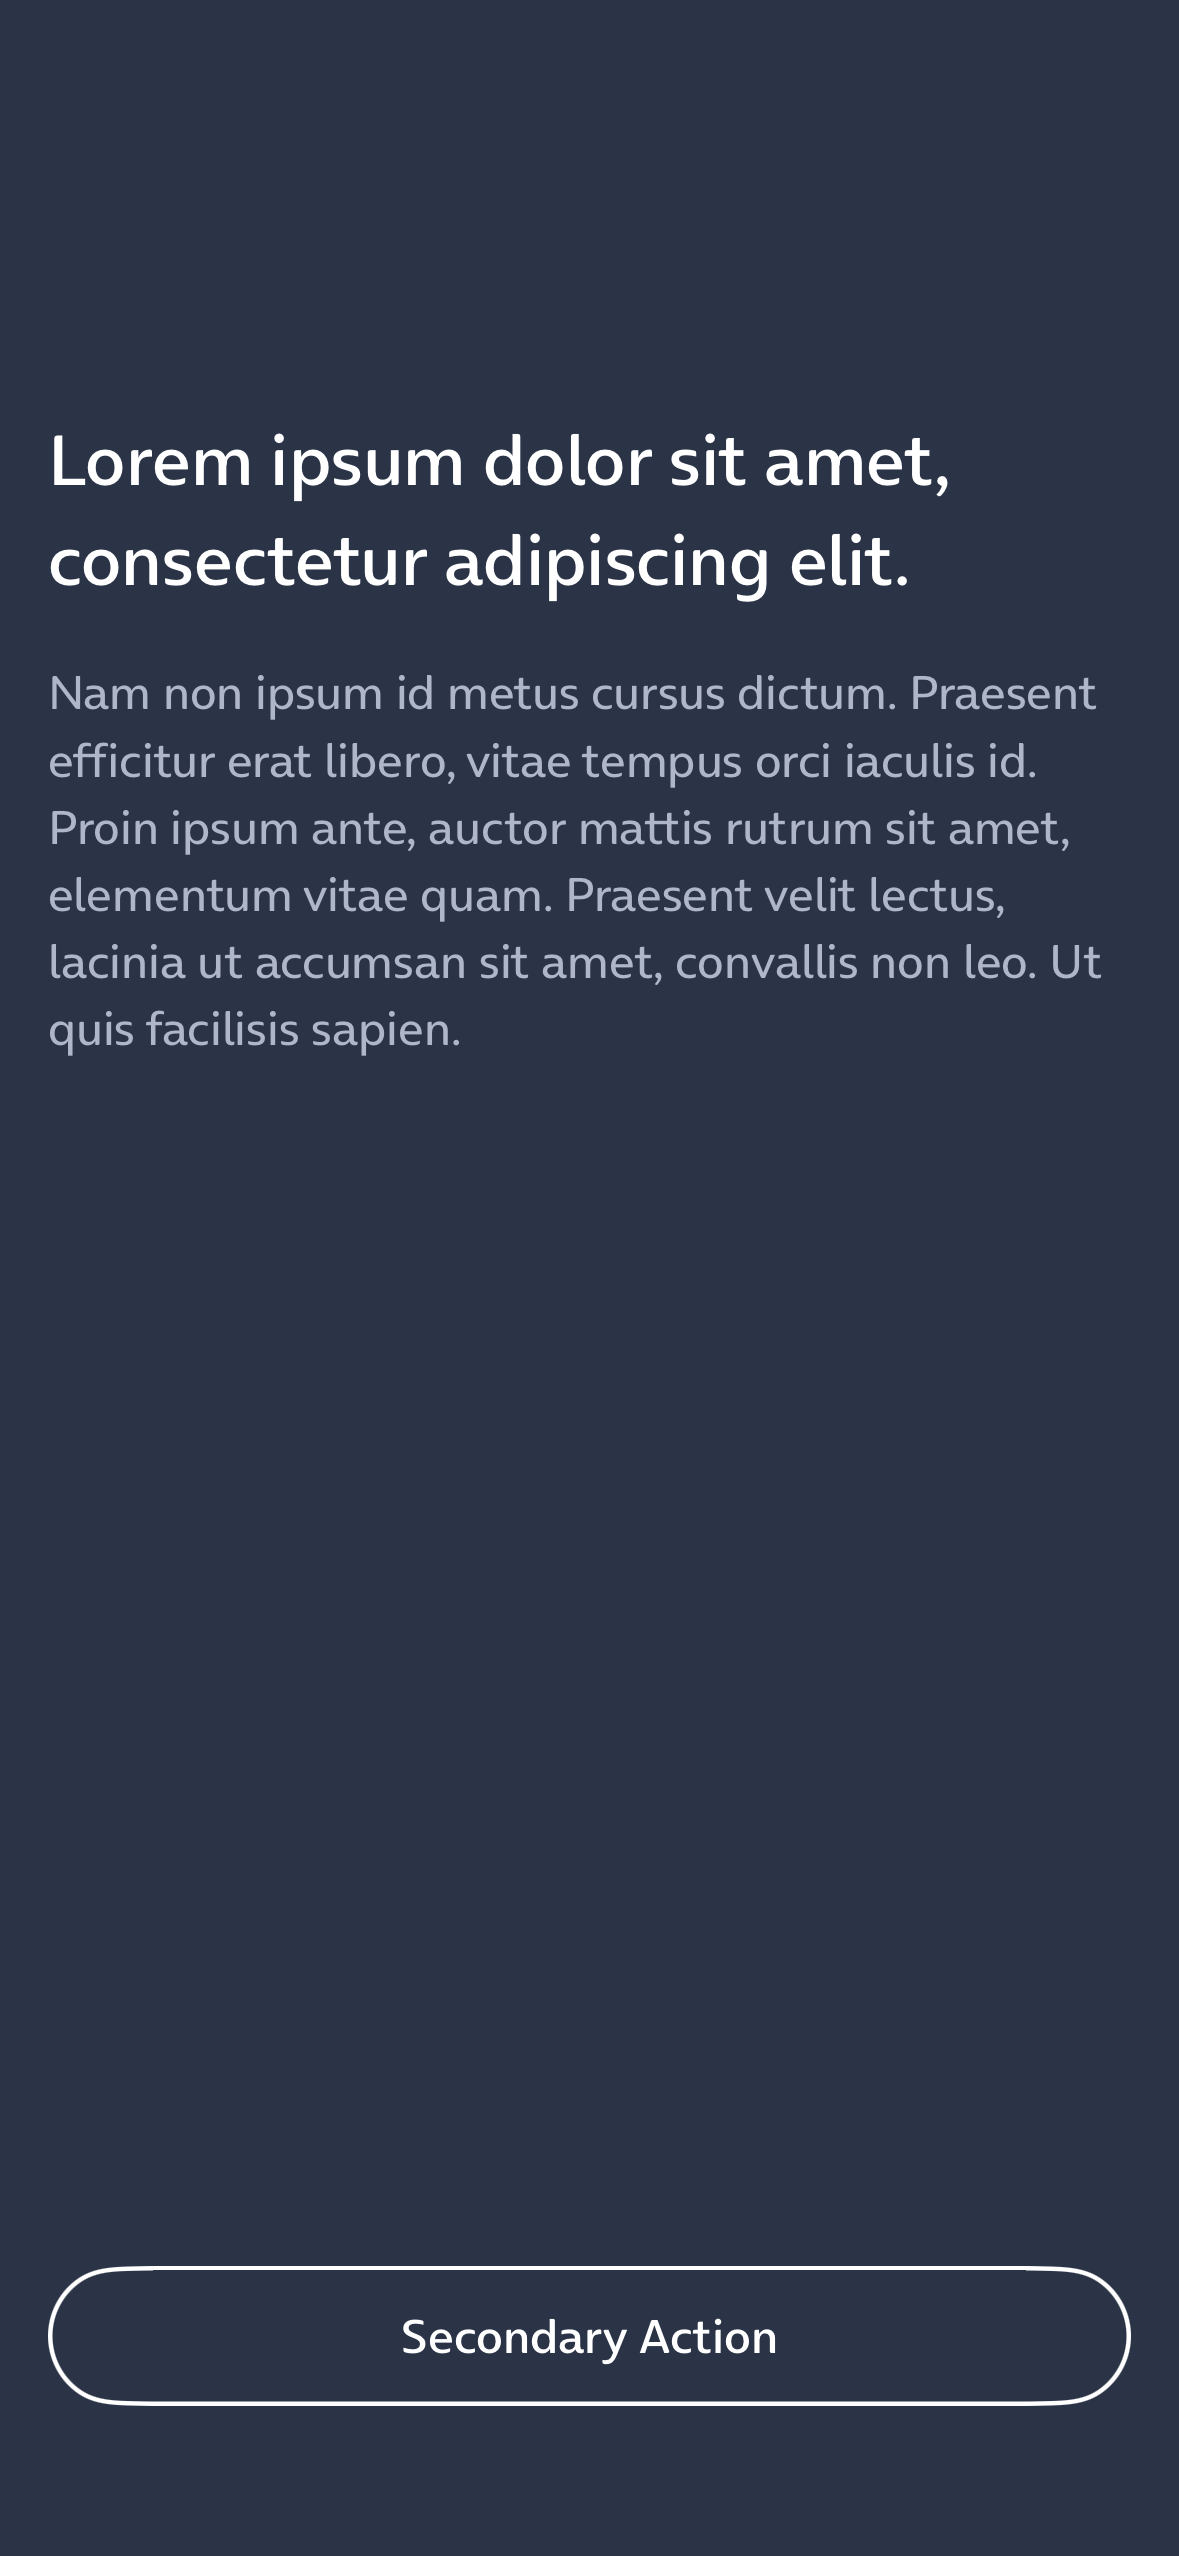 Lorem ipsum dolor sit amet,
consectetur adipiscing elit.
Nam non ipsum id metus cursus dictum. Praesent
efficitur erat libero, vitae tempus orci iaculis id.
Proin ipsum ante, auctor mattis rutrum sit amet,
elementum vitae quam. Praesent velit lectus,
lacinia ut accumsan sit amet, convallis non leo. Ut
quis facilisis sapien.
Secondary Action